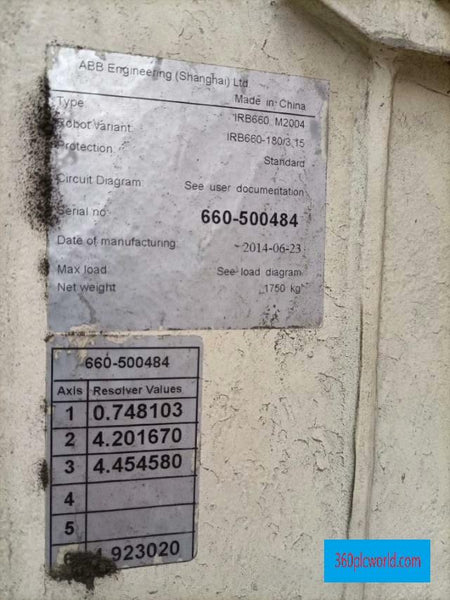 ABB Engineering (Shanghai) Ltd
Made in China
Type: IRB660 M2004
Robot variant: IRB660-180/3.15
Protection: Standard
Circuit Diagram See user documentation
Serial no 660-500484
Date of manufacturing: 2014-06-23
Max load See load diagram
Net weight 1750 kg
660-500484
Axis Resolver Values
1 0.748103
2 4.201670
3 4.454580
4
5
.923020
360plcworld.com